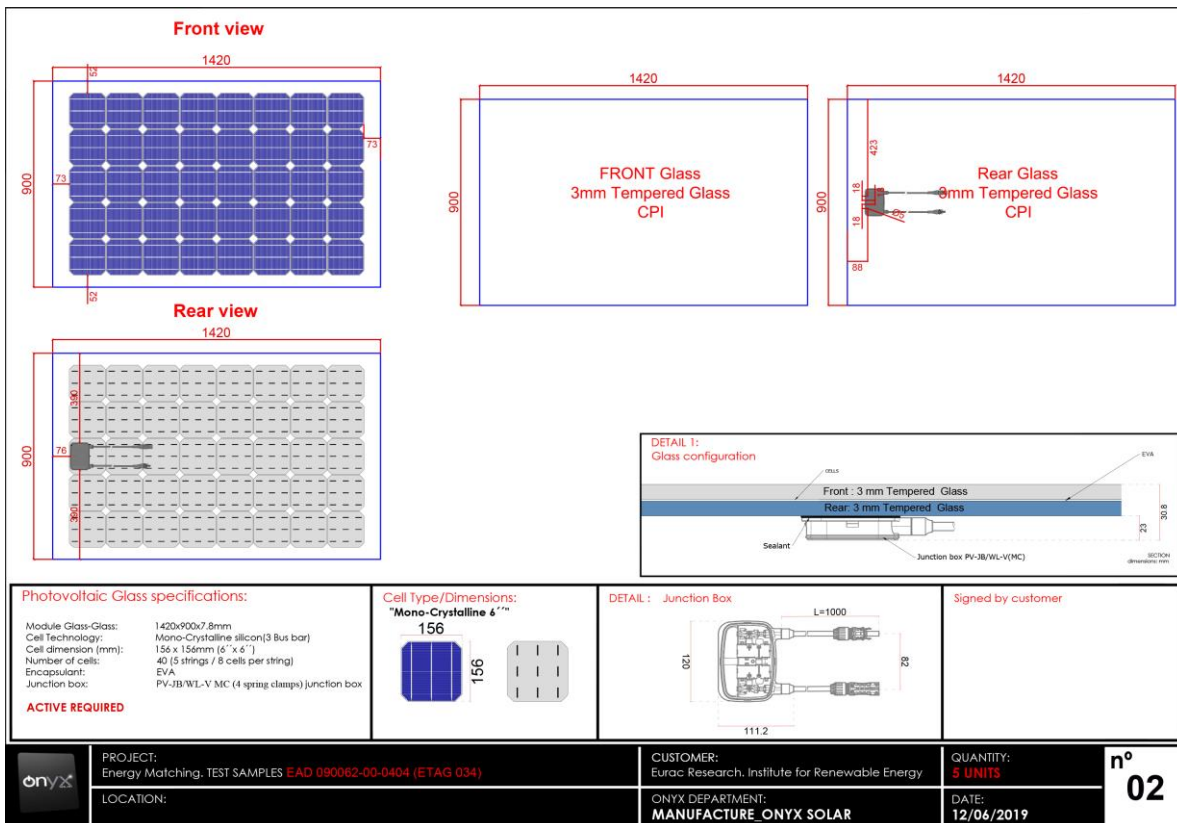 Front view
1420
52
900
73
73
52
Rear view
1420
900
390
76
390
1420
900
FRONT Glass
3mm Tempered Glass
CPI
1420
900
423
18
18
88
Rear Glass
3mm Tempered Glass
CPI
DETAIL 1:
Glass configuration
CELLS
EVA
Front : 3 mm Tempered Glass
Rear: 3 mm Tempered Glass
Sealant
Junction box PV-JB/WL-V(MC)
23
30.8
SECTION
dimensions: mm
Photovoltaic Glass specifications:
Module Glass-Glass: 1420x900x7.8mm
Cell Technology: Mono-Crystalline silicon(3 Bus bar)
Cell dimension (mm): 156 x 156mm (6´´x 6´´)
Number of cells: 40 (5 strings / 8 cells per string)
Encapsulant: EVA
Junction box: PV-JB/WL-V MC (4 spring clamps) junction box
ACTIVE REQUIRED
Cell Type/Dimensions:
"Mono-Crystalline 6´´"
156
156
DETAIL : Junction Box
L=1000
120
82
111.2
Signed by customer
onyx
PROJECT:
Energy Matching. TEST SAMPLES EAD 090062-00-0404 (ETAG 034)
LOCATION:
CUSTOMER:
Eurac Research. Institute for Renewable Energy
ONYX DEPARTMENT:
MANUFACTURE_ONYX SOLAR
QUANTITY:
5 UNITS
DATE:
12/06/2019
nº
02